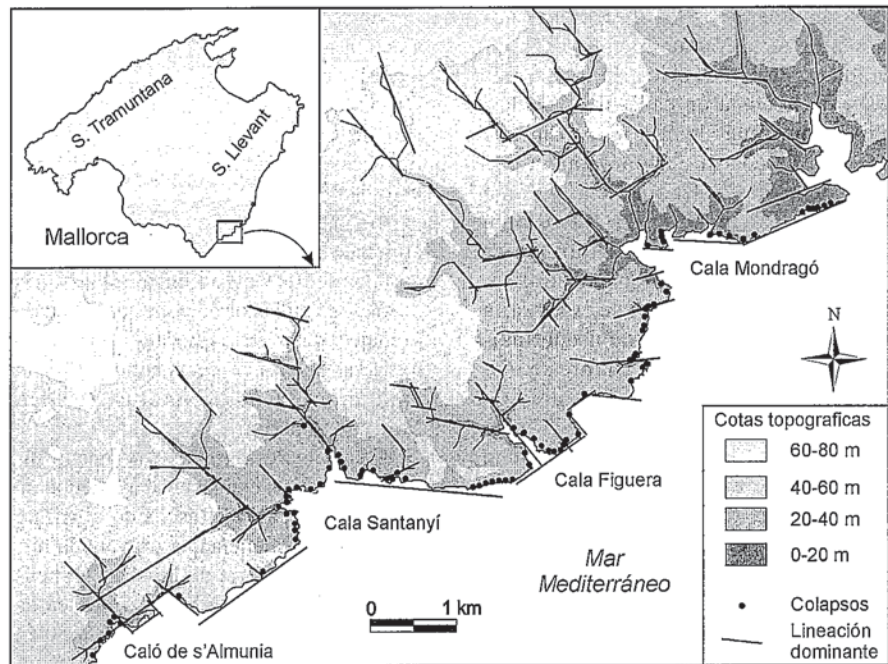 S. Tramuntana
S. Llevant
Mallorca
Cala Mondragó
N
Cala Figuera
Cala Santanyí
Mar
Mediterráneo
0 1 km
Caló de s'Almunia
Cotas topograficas
60-80 m
40-60 m
20-40 m
0-20 m
Colapsos
Lineación
dominante